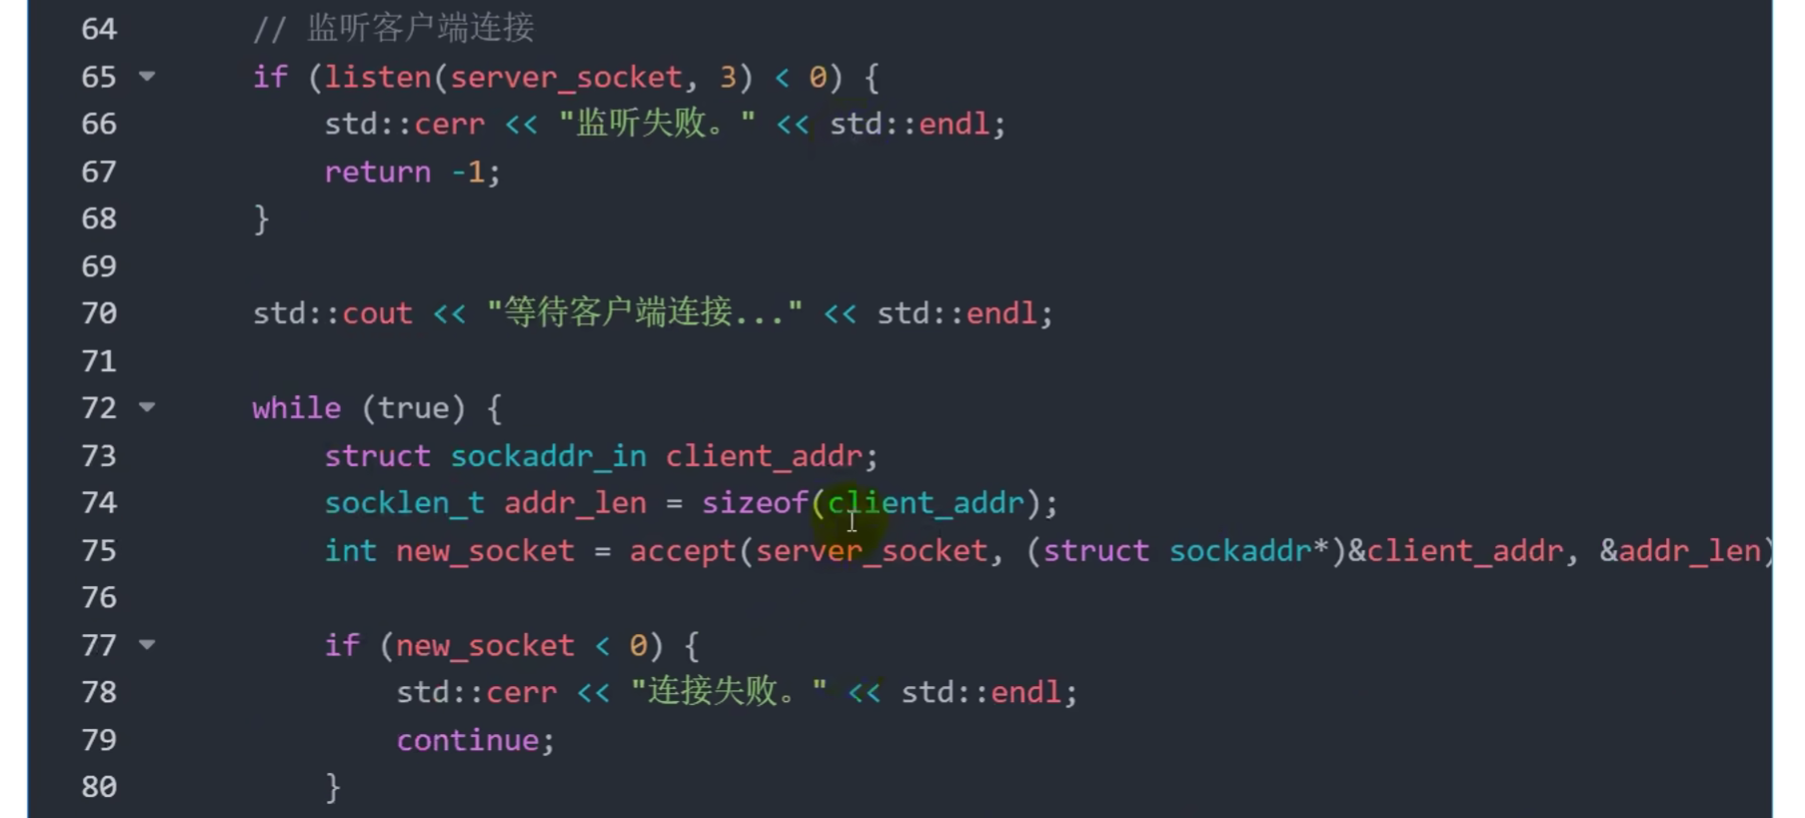 64 // 监听客户端连接
65 if (listen(server_socket, 3) < 0) {
66 std::cerr << "监听失败。" << std::endl;
67 return -1;
68 }
69
70 std::cout << "等待客户端连接..." << std::endl;
71
72 while (true) {
73 struct sockaddr_in client_addr;
74 socklen_t addr_len = sizeof(client_addr);
75 int new_socket = accept(server_socket, (struct sockaddr*)&client_addr, &addr_len)
76
77 if (new_socket < 0) {
78 std::cerr << "连接失败。" << std::endl;
79 continue;
80 }